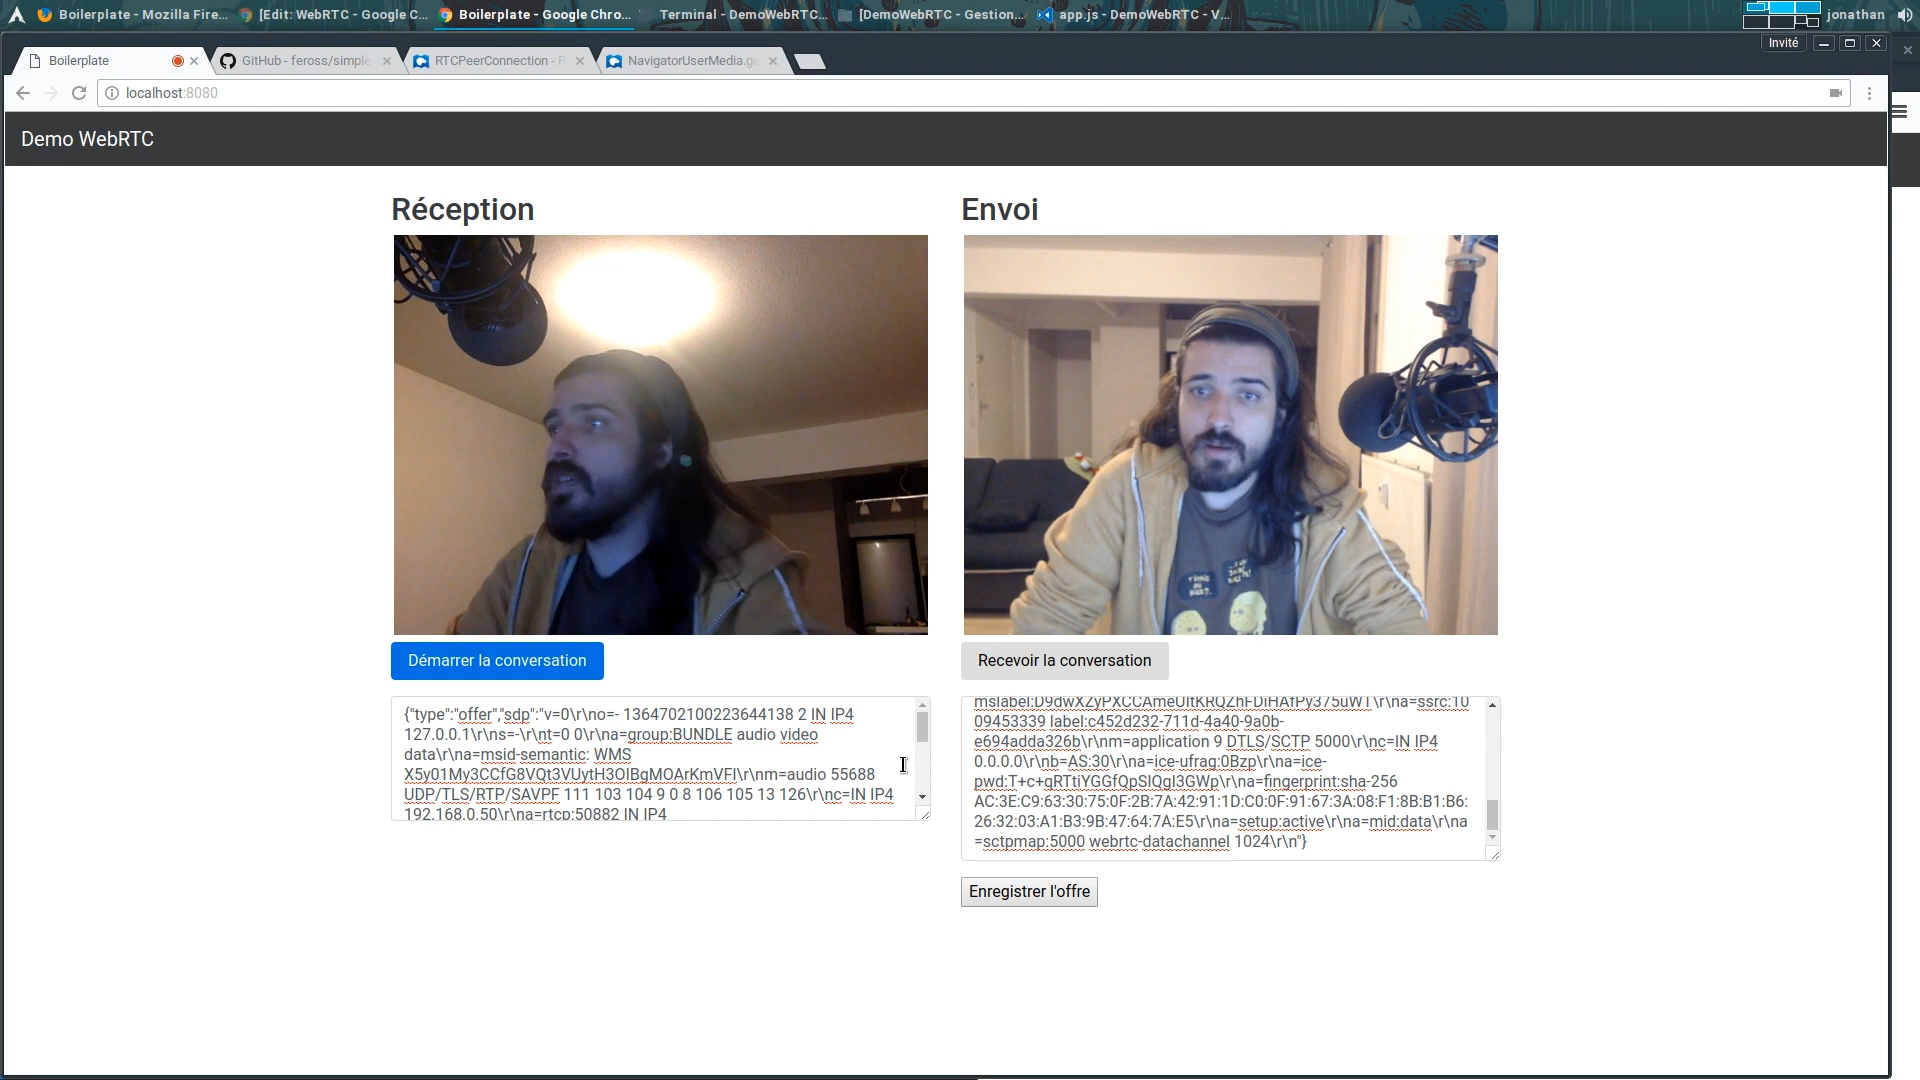 Boilerplate - Mozilla Fire...
[Edit: WebRTC - Google C...
Boilerplate - Google Chro...
Terminal - DemoWebRTC...
[DemoWebRTC - Gestion...
app.js - DemoWebRTC - V...
jonathan
Invité
Boilerplate
GitHub - feross/simple
RTCPeerConnection - R
NavigatorUserMedia.ge
localhost:8080
Demo WebRTC
Réception
Envoi
Démarrer la conversation
Recevoir la conversation
{"type":"offer","sdp":"v=0\r\no=- 1364702100223644138 2 IN IP4
127.0.0.1\r\ns=-\r\nt=0 0\r\na=group:BUNDLE audio video
data\r\na=msid-semantic: WMS
X5y01My3CCfG8VQt3VUytH3OIBgMOArKmVFI\r\nm=audio 55688
UDP/TLS/RTP/SAVPF 111 103 104 9 0 8 106 105 13 126\r\nc=IN IP4
192.168.0.50\r\na=rtcp:50882 IN IP4
mslabel:D9dwXZyPXCCAmeUItKRQZhFDiHAfPy375uWT\r\na=ssrc:10
09453339 label:c452d232-711d-4a40-9a0b-
e694adda326b\r\nm=application 9 DTLS/SCTP 5000\r\nc=IN IP4
0.0.0.0\r\nb=AS:30\r\na=ice-ufrag:0Bzp\r\na=ice-
pwd:T+c+qRTtiYGGfQpSIQgI3GWp\r\na=fingerprint:sha-256
AC:3E:C9:63:30:75:0F:2B:7A:42:91:1D:C0:0F:91:67:3A:08:F1:8B:B1:B6:
26:32:03:A1:B3:9B:47:64:7A:E5\r\na=setup:active\r\na=mid:data\r\na
=sctpmap:5000 webrtc-datachannel 1024\r\n"}
Enregistrer l'offre